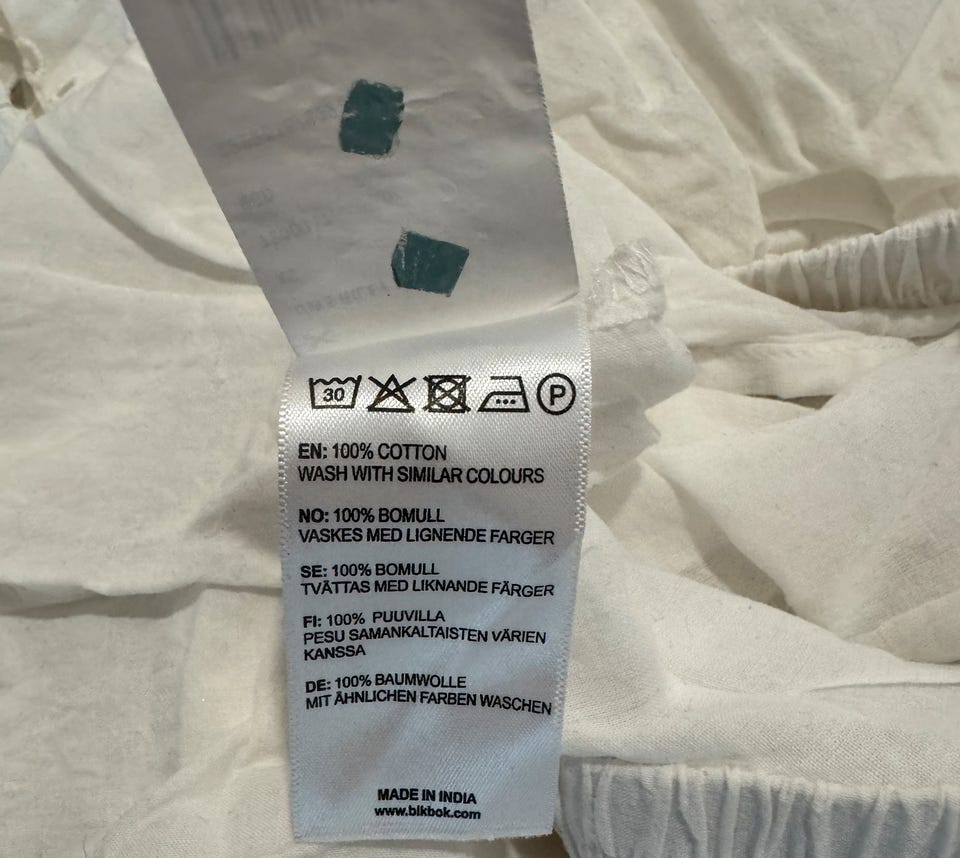 30
P
EN: 100% COTTON
WASH WITH SIMILAR COLOURS
NO: 100% BOMULL
VASKES MED LIGNENDE FARGER
SE: 100% BOMULL
TVÄTTAS MED LIKNANDE FÄRGER
FI: 100% PUUVILLA
PESU SAMANKALTAISTEN VÄRIEN
KANSSA
DE: 100% BAUMWOLLE
MIT ÄHNLICHEN FARBEN WASCHEN
MADE IN INDIA
www.bikbok.com